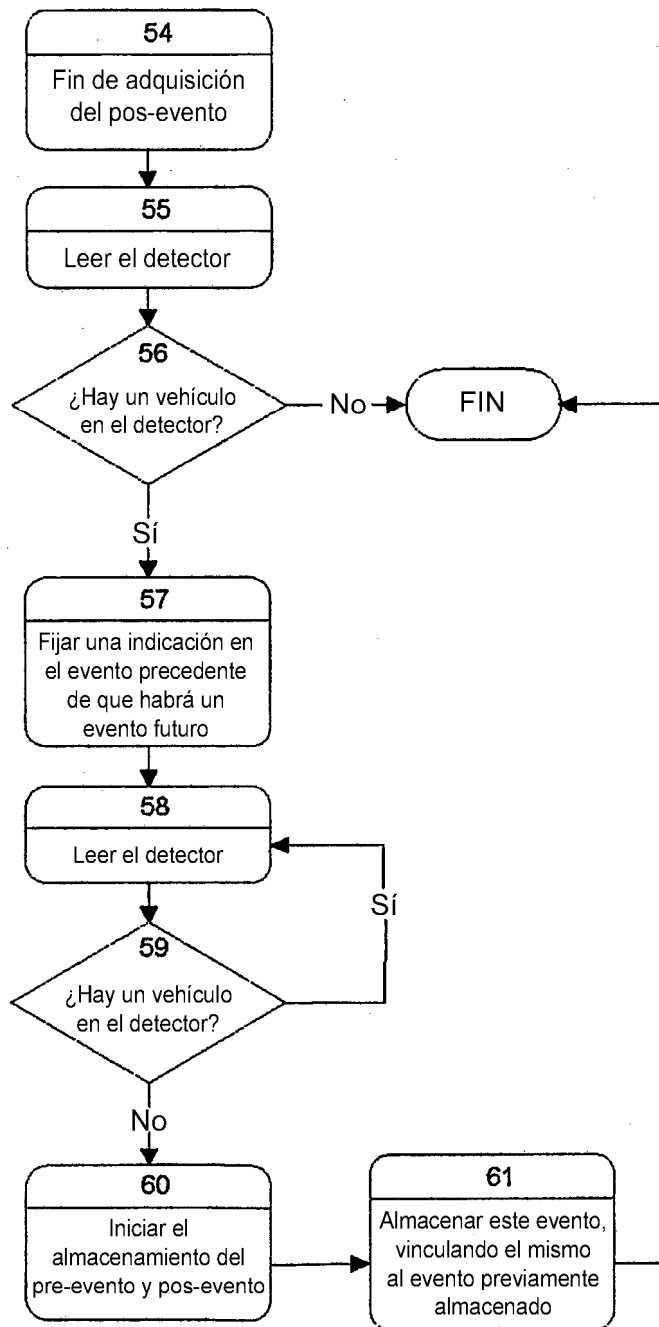 54
Fin de adquisición
del pos-evento
55
Leer el detector
56
¿Hay un vehículo
en el detector?
No
FIN
Sí
57
Fijar una indicación en
el evento precedente
de que habrá un
evento futuro
58
Leer el detector
Sí
59
¿Hay un vehículo
en el detector?
No
60
Iniciar el
almacenamiento del
pre-evento y pos-evento
61
Almacenar este evento,
vinculando el mismo
al evento previamente
almacenado